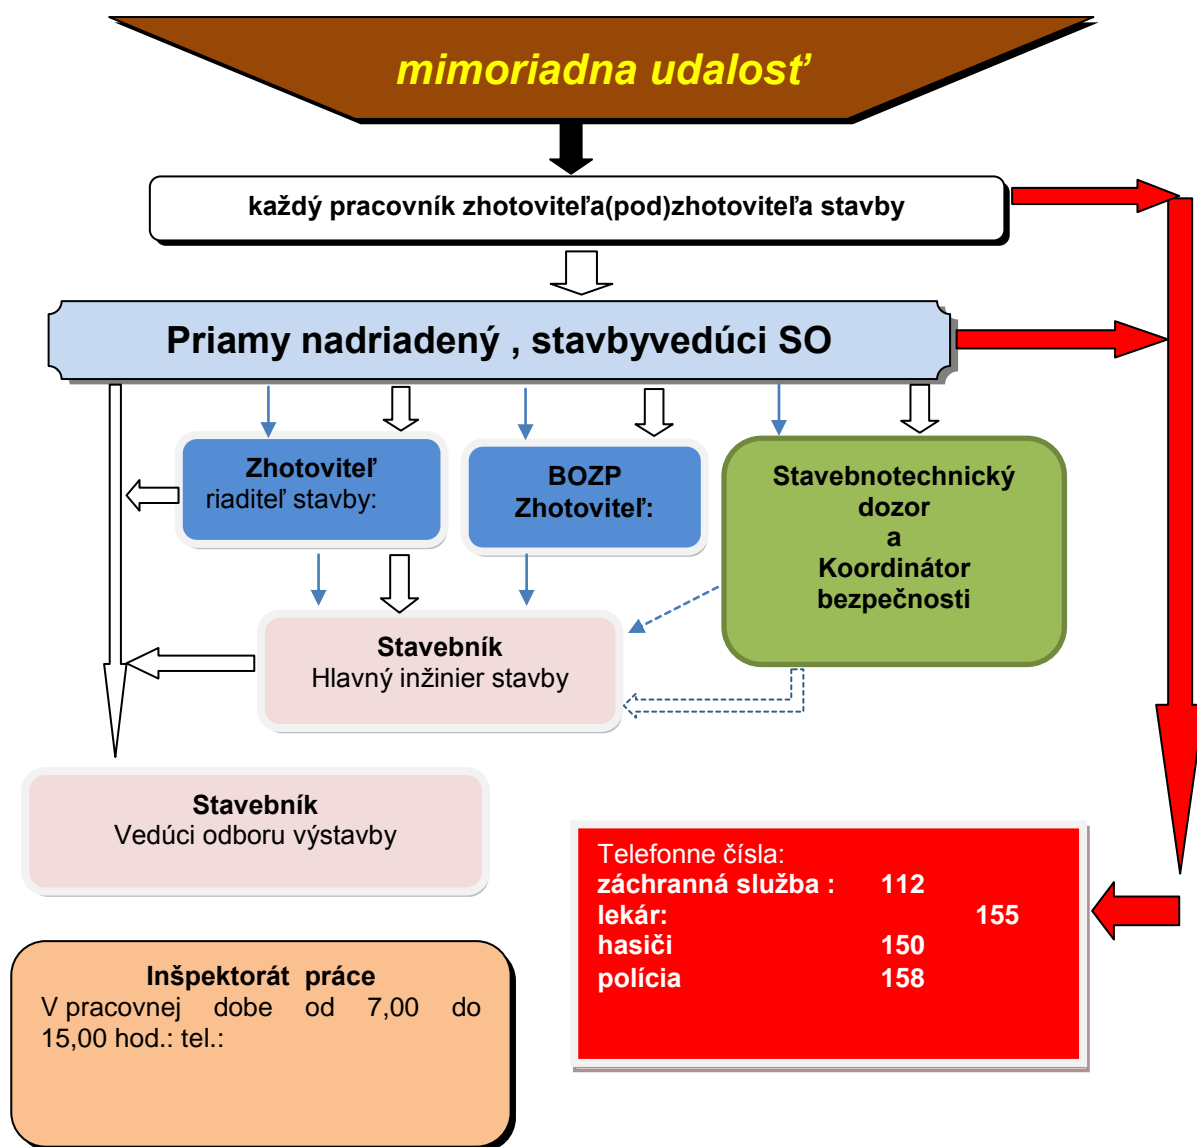 mimoriadna udalosť
každý pracovník zhotoviteľa(pod)zhotoviteľa stavby
Priamy nadriadený , stavbyvedúci SO
Zhotoviteľ
riaditeľ stavby:
BOZP
Zhotoviteľ:
Stavebnotechnický
dozor
a
Koordinátor
bezpečnosti
Stavebník
Hlavný inžinier stavby
Stavebník
Vedúci odboru výstavby
Telefonne čísla:
záchranná služba : 112
lekár: 155
hasiči 150
polícia 158
Inšpektorát práce
V pracovnej dobe od 7,00 do
15,00 hod.: tel.: